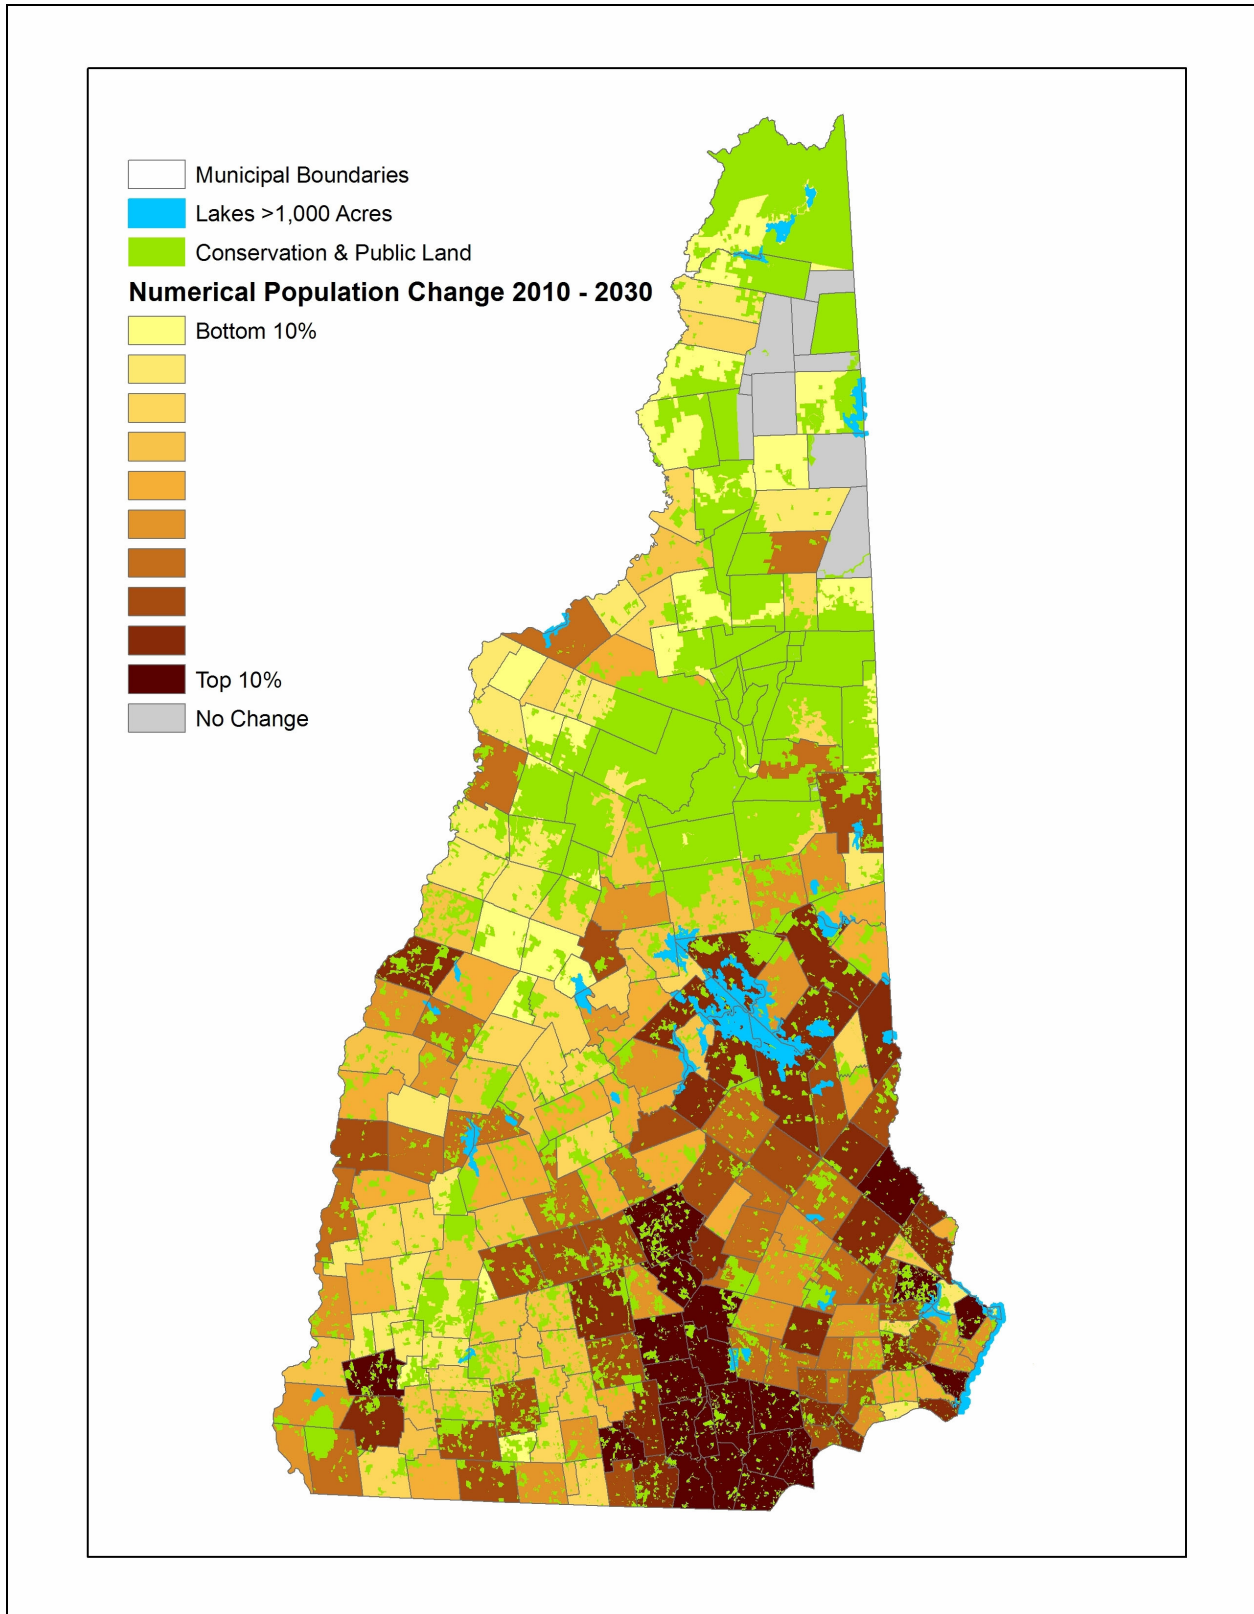 Municipal Boundaries
Lakes >1,000 Acres
Conservation & Public Land
Numerical Population Change 2010 - 2030
Bottom 10%
Top 10%
No Change